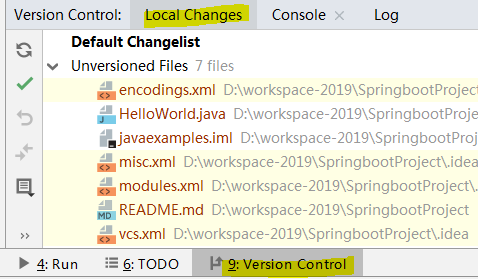 Version Control: Local Changes Console x Log
Default Changelist
Unversioned Files 7 files
encodings.xml D:\workspace-2019\SpringbootProject
HelloWorld.java D:\workspace-2019\SpringbootProjec
javaexamples.iml D:\workspace-2019\SpringbootProje
misc.xml D:\workspace-2019\SpringbootProject\.idea
modules.xml D:\workspace-2019\SpringbootProject\.
MD README.md D:\workspace-2019\SpringbootProject
vcs.xml D:\workspace-2019\SpringbootProject\.idea
4: Run 6: TODO 9: Version Control